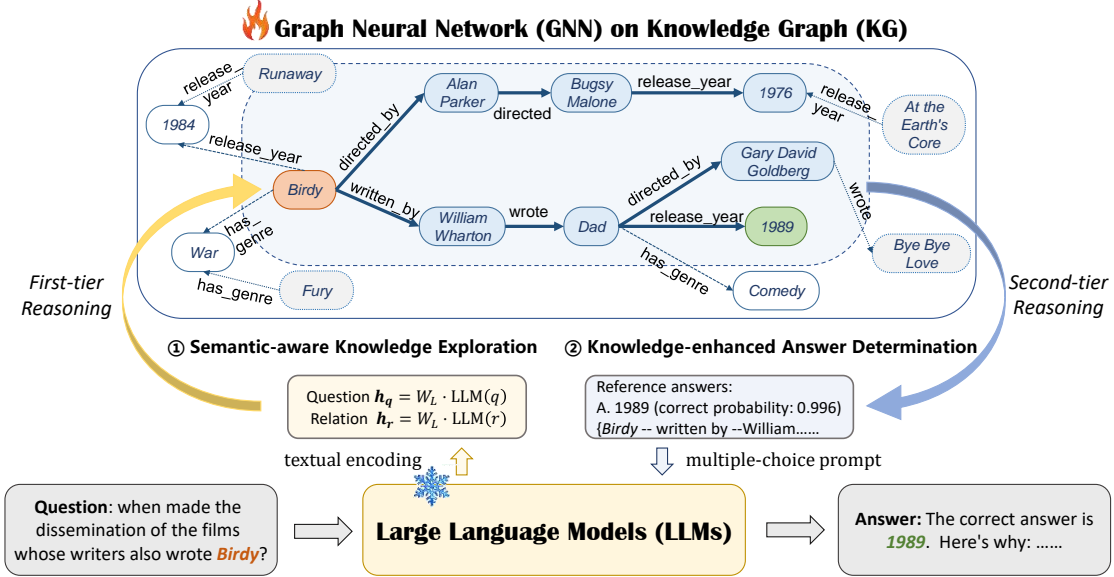 Graph Neural Network (GNN) on Knowledge Graph (KG)
release_
year
Runaway
1984
release_year
Birdy
has_
genre
War
has_genre
Fury
directed_by
Alan
Parker
directed
Bugsy
Malone
release_year
1976
release_
year
At the
Earth's
Core
written_by
William
Wharton
wrote
Dad
directed_by
Gary David
Goldberg
release_year
1989
wrote
Bye Bye
Love
has_genre
Comedy
First-tier
Reasoning
Second-tier
Reasoning
① Semantic-aware Knowledge Exploration
② Knowledge-enhanced Answer Determination
Question h_q = W_L · LLM(q)
Relation h_r = W_L · LLM(r)
Reference answers:
A. 1989 (correct probability: 0.996)
{Birdy -- written by --William……
textual encoding
multiple-choice prompt
Question: when made the
dissemination of the films
whose writers also wrote Birdy?
Large Language Models (LLMs)
Answer: The correct answer is
1989. Here's why: ……